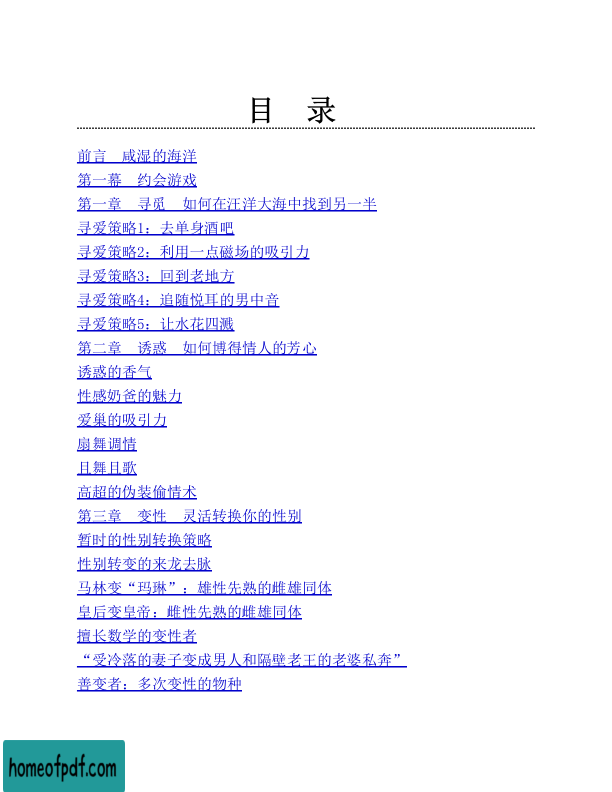 目 录
前言 咸湿的海洋
第一幕 约会游戏
第一章 寻觅 如何在汪洋大海中找到另一半
寻爱策略1：去单身酒吧
寻爱策略2：利用一点磁场的吸引力
寻爱策略3：回到老地方
寻爱策略4：追随悦耳的男中音
寻爱策略5：让水花四溅
第二章 诱惑 如何博得情人的芳心
诱惑的香气
性感奶爸的魅力
爱巢的吸引力
扇舞调情
且舞且歌
高超的伪装偷情术
第三章 变性 灵活转换你的性别
暂时的性别转换策略
性别转变的来龙去脉
马林变“玛琳”：雄性先熟的雌雄同体
皇后变皇帝：雌性先熟的雌雄同体
擅长数学的变性者
“受冷落的妻子变成男人和隔壁老王的老婆私奔”
善变者：多次变性的物种
homeofpdf.com